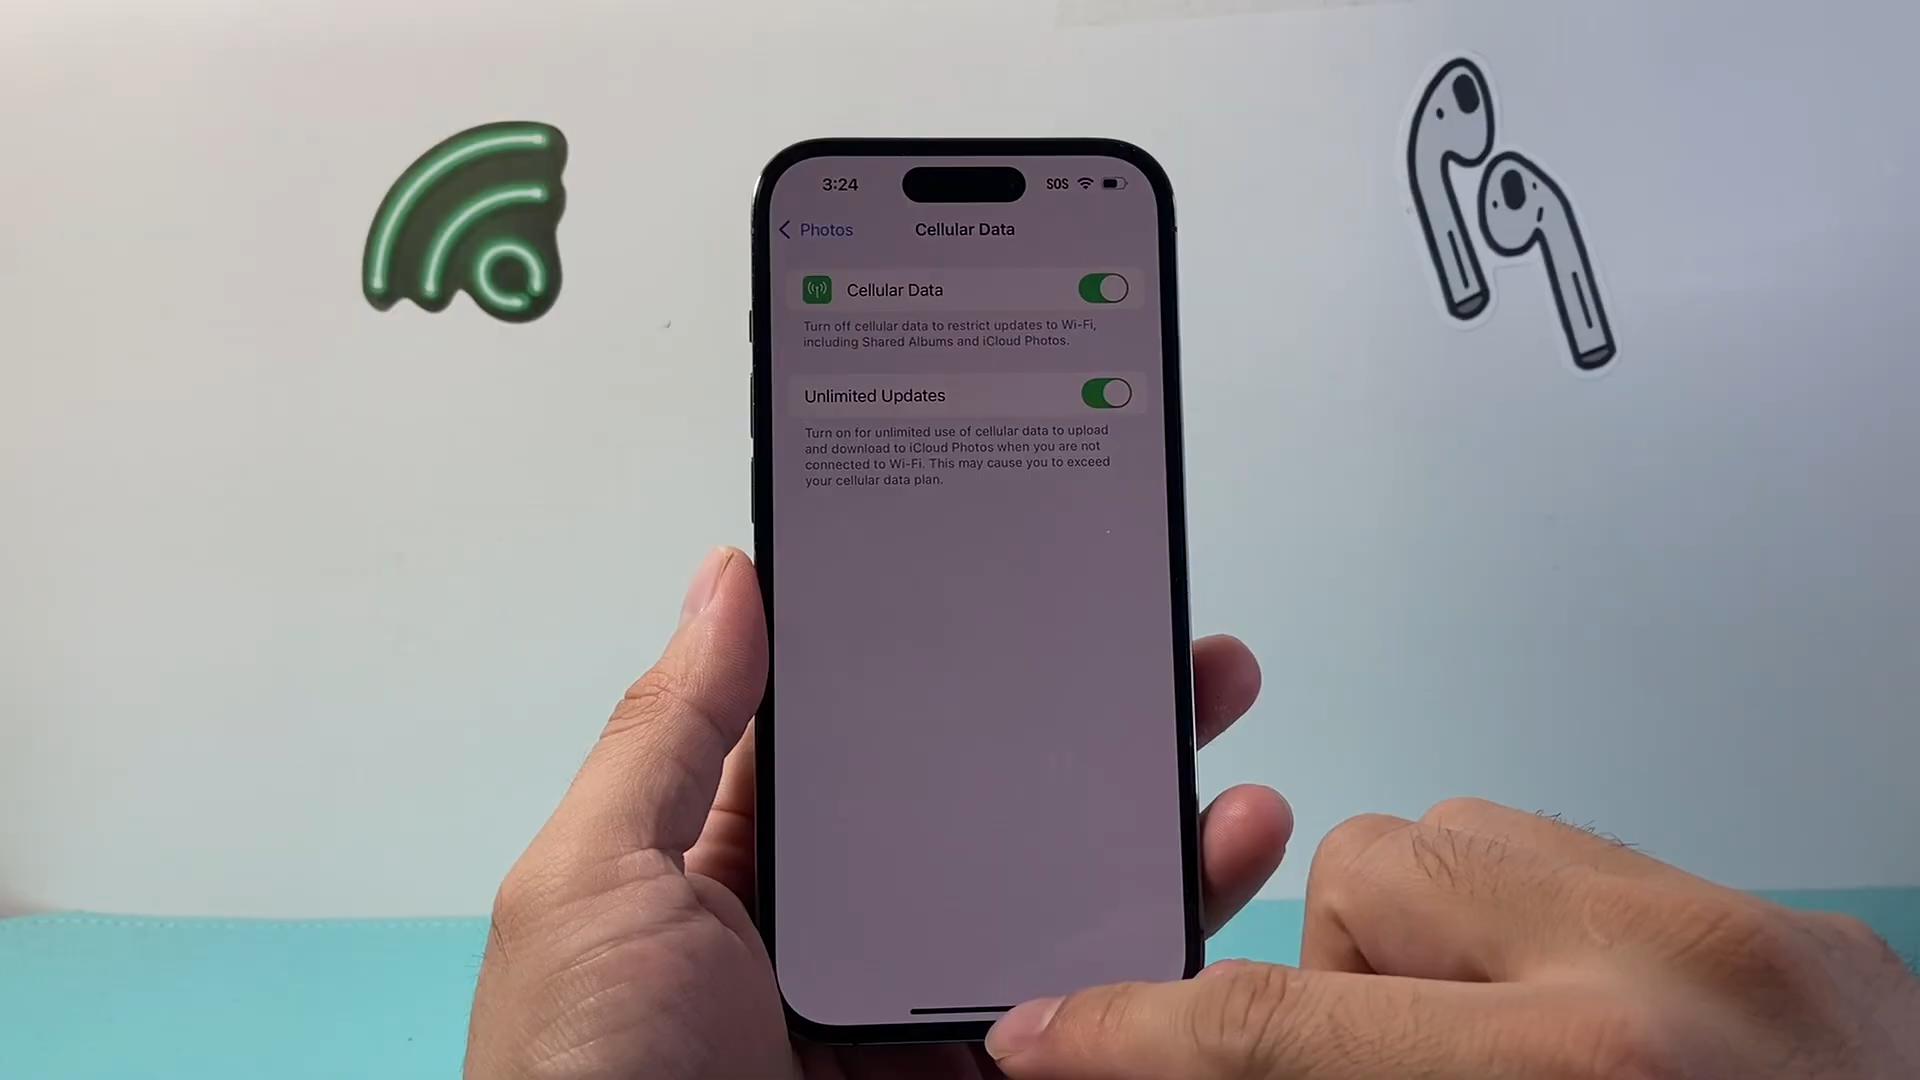 3:24
SOS
Photos
Cellular Data
Cellular Data
Turn off cellular data to restrict updates to Wi-Fi,
including Shared Albums and iCloud Photos.
Unlimited Updates
Turn on for unlimited use of cellular data to upload
and download to iCloud Photos when you are not
connected to Wi-Fi. This may cause you to exceed
your cellular data plan.